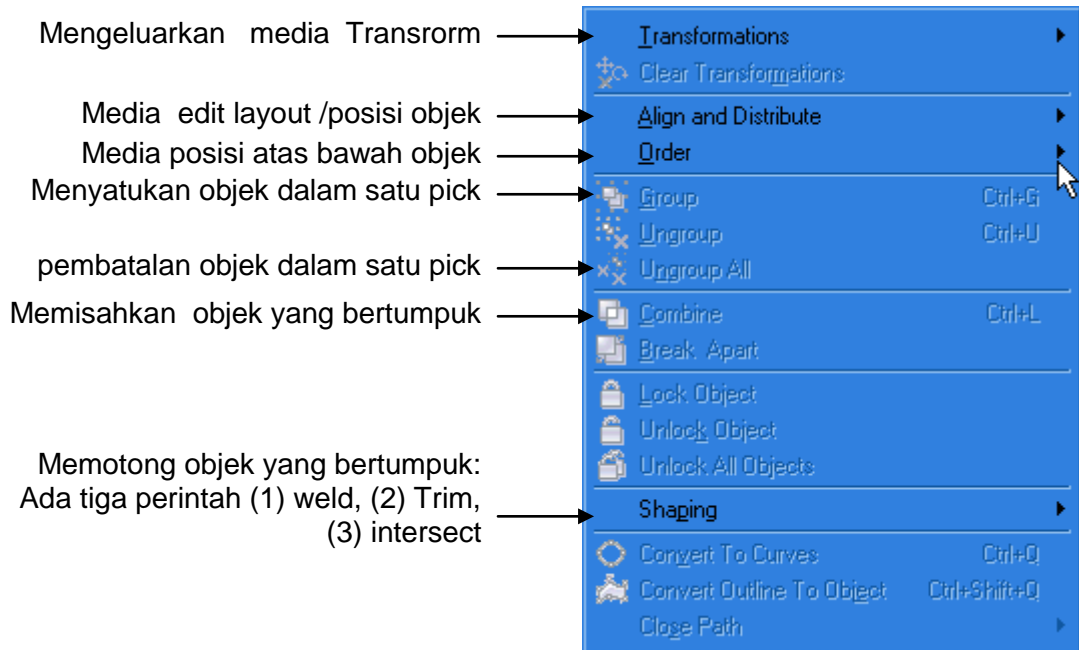 Mengeluarkan media Transrorm
Transformations
Clear Transformations
Media edit layout /posisi objek
Align and Distribute
Media posisi atas bawah objek
Order
Menyatukan objek dalam satu pick
Group Ctrl+G
Ungroup Ctrl+U
pembatalan objek dalam satu pick
Ungroup All
Memisahkan objek yang bertumpuk
Combine Ctrl+L
Break Apart
Lock Object
Unlock Object
Unlock All Objects
Memotong objek yang bertumpuk:
Ada tiga perintah (1) weld, (2) Trim,
(3) intersect
Shaping
Convert To Curves Ctrl+Q
Convert Outline To Object Ctrl+Shift+Q
Close Path